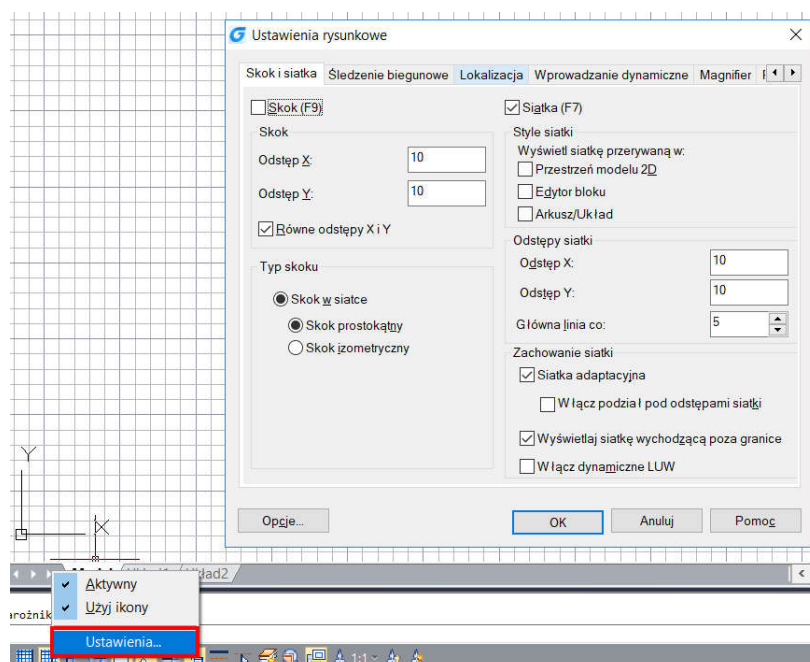 Ustawienia rysunkowe
Skok i siatka Śledzenie biegunowe Lokalizacja Wprowadzanie dynamiczne Magnifier
Skok (F9)
Skok
Odstęp X: 10
Odstęp Y: 10
Równe odstępy X i Y
Typ skoku
Skok w siatce
Skok prostokątny
Skok izometryczny
Siatka (F7)
Style siatki
Wyświetl siatkę przerywaną w:
Przestrzeń modelu 2D
Edytor bloku
Arkusz/Układ
Odstępy siatki
Odstęp X: 10
Odstęp Y: 10
Główna linia co: 5
Zachowanie siatki
Siatka adaptacyjna
Włącz podział pod odstępami siatki
Wyświetlaj siatkę wychodzącą poza granice
Włącz dynamiczne LUW
Opcje... OK Anuluj Pomoc
Y
X
Aktywny
Użyj ikony
Ustawienia...
1:1